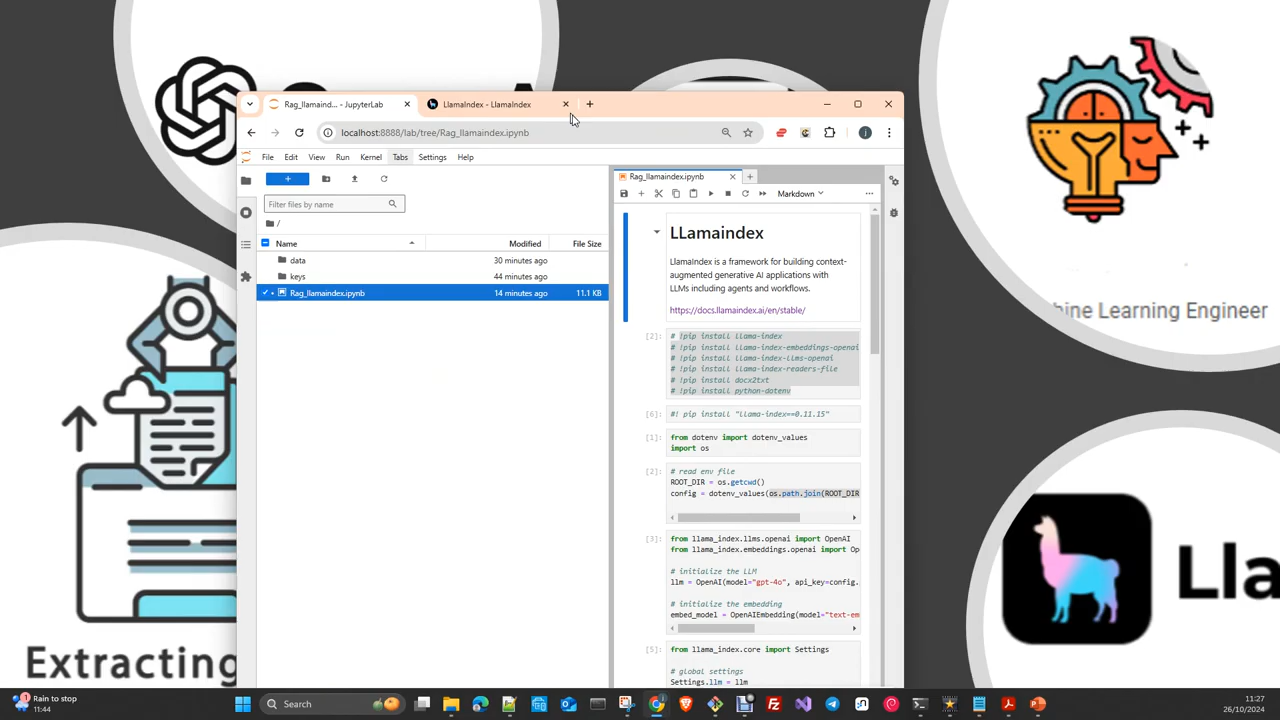 Rag_llamaind... - JupyterLab
LlamaIndex - LlamaIndex
localhost:8888/lab/tree/Rag_llamaindex.ipynb
File Edit View Run Kernel Tabs Settings Help
Filter files by name
/
Name Modified File Size
data 30 minutes ago
keys 44 minutes ago
Rag_llamaindex.ipynb 14 minutes ago 11.1 KB
Rag_llamaindex.ipynb
Markdown
LLamaindex
LlamaIndex is a framework for building context-
augmented generative AI applications with
LLMs including agents and workflows.
https://docs.llamaindex.ai/en/stable/
[2]: # !pip install llama-index
# !pip install llama-index-embeddings-openai
# !pip install llama-index-llms-openai
# !pip install llama-index-readers-file
# !pip install docx2txt
# !pip install python-dotenv
[6]: #! pip install "llama-index==0.11.15"
[1]: from dotenv import dotenv_values
import os
[2]: # read env file
ROOT_DIR = os.getcwd()
config = dotenv_values(os.path.join(ROOT_DIR
[3]: from llama_index.llms.openai import OpenAI
from llama_index.embeddings.openai import Op
# initialize the LLM
llm = OpenAI(model="gpt-4o", api_key=config.
# initialize the embedding
embed_model = OpenAIEmbedding(model="text-em
[5]: from llama_index.core import Settings
# global settings
Settings.llm = llm
hine Learning Engineer
Lla
Extracting
Rain to stop
11:44
Search
11:27
26/10/2024